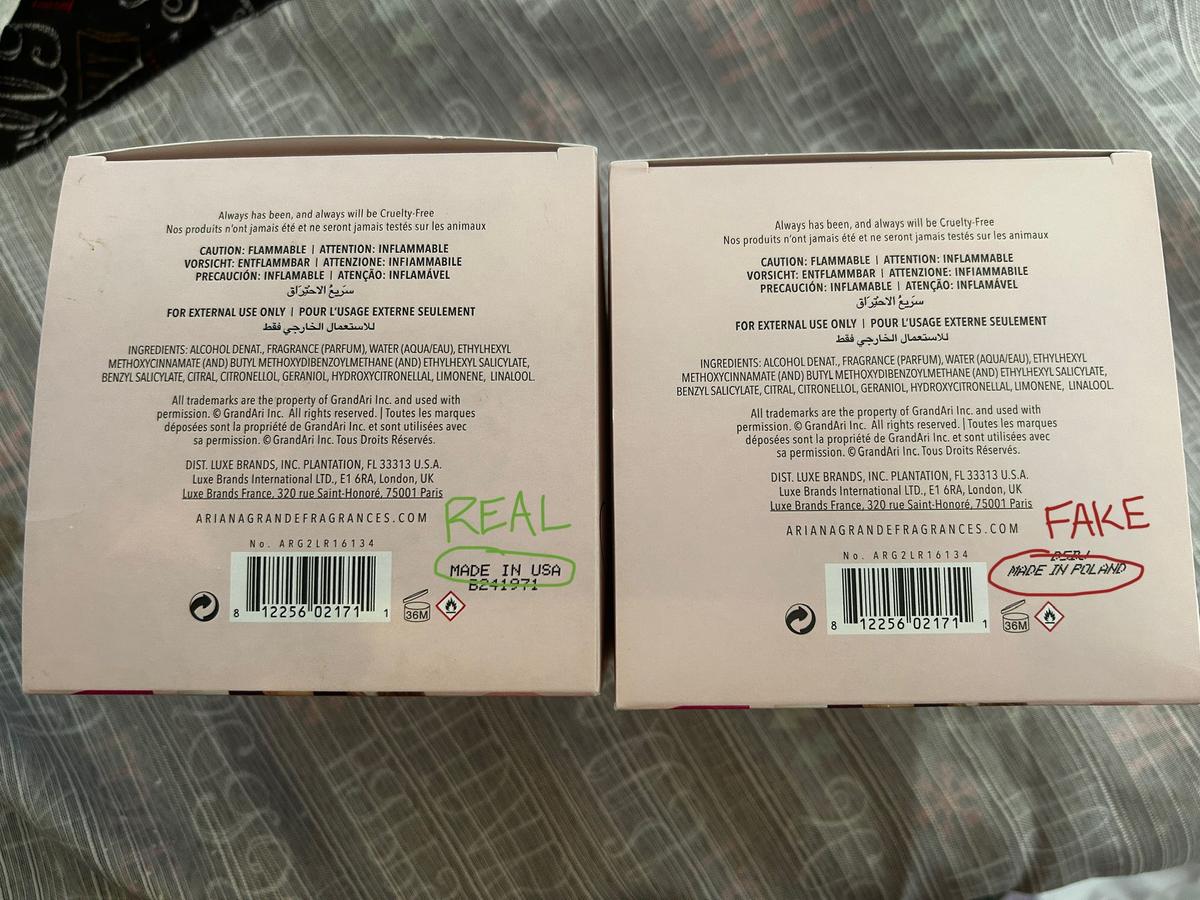 Always has been, and always will be Cruelty-Free
Nos produits n'ont jamais été et ne seront jamais testés sur les animaux
CAUTION: FLAMMABLE | ATTENTION: INFLAMMABLE
VORSICHT: ENTFLAMMBAR | ATTENZIONE: INFIAMMABILE
PRECAUCIÓN: INFLAMABLE | ATENÇÃO: INFLAMÁVEL
سريعُ الاحتِراق
FOR EXTERNAL USE ONLY | POUR L'USAGE EXTERNE SEULEMENT
للاستعمال الخارجي فقط
INGREDIENTS: ALCOHOL DENAT., FRAGRANCE (PARFUM), WATER (AQUA/EAU), ETHYLHEXYL
METHOXYCINNAMATE (AND) BUTYL METHOXYDIBENZOYLMETHANE (AND) ETHYLHEXYL SALICYLATE,
BENZYL SALICYLATE, CITRAL, CITRONELLOL, GERANIOL, HYDROXYCITRONELLAL, LIMONENE, LINALOOL.
All trademarks are the property of GrandAri Inc. and used with
permission. © GrandAri Inc. All rights reserved. | Toutes les marques
déposées sont la propriété de GrandAri Inc. et sont utilisées avec
sa permission. © GrandAri Inc. Tous Droits Réservés.
DIST. LUXE BRANDS, INC. PLANTATION, FL 33313 U.S.A.
Luxe Brands International LTD., E1 6RA, London, UK
Luxe Brands France, 320 rue Saint-Honoré, 75001 Paris
REAL
ARIANAGRANDEFRAGRANCES.COM
No. ARG2LR16134
MADE IN USA
B241971
8 12256 02171 1
36M
Always has been, and always will be Cruelty-Free
Nos produits n'ont jamais été et ne seront jamais testés sur les animaux
CAUTION: FLAMMABLE | ATTENTION: INFLAMMABLE
VORSICHT: ENTFLAMMBAR | ATTENZIONE: INFIAMMABILE
PRECAUCIÓN: INFLAMABLE | ATENÇÃO: INFLAMÁVEL
سريعُ الاحتِراق
FOR EXTERNAL USE ONLY | POUR L'USAGE EXTERNE SEULEMENT
للاستعمال الخارجي فقط
INGREDIENTS: ALCOHOL DENAT., FRAGRANCE (PARFUM), WATER (AQUA/EAU), ETHYLHEXYL
METHOXYCINNAMATE (AND) BUTYL METHOXYDIBENZOYLMETHANE (AND) ETHYLHEXYL SALICYLATE,
BENZYL SALICYLATE, CITRAL, CITRONELLOL, GERANIOL, HYDROXYCITRONELLAL, LIMONENE, LINALOOL.
All trademarks are the property of GrandAri Inc. and used with
permission. © GrandAri Inc. All rights reserved. | Toutes les marques
déposées sont la propriété de GrandAri Inc. et sont utilisées avec
sa permission. © GrandAri Inc. Tous Droits Réservés.
DIST. LUXE BRANDS, INC. PLANTATION, FL 33313 U.S.A.
Luxe Brands International LTD., E1 6RA, London, UK
Luxe Brands France, 320 rue Saint-Honoré, 75001 Paris
FAKE
ARIANAGRANDEFRAGRANCES.COM
No. ARG2LR16134
MADE IN POLAND
8 12256 02171 1
36M